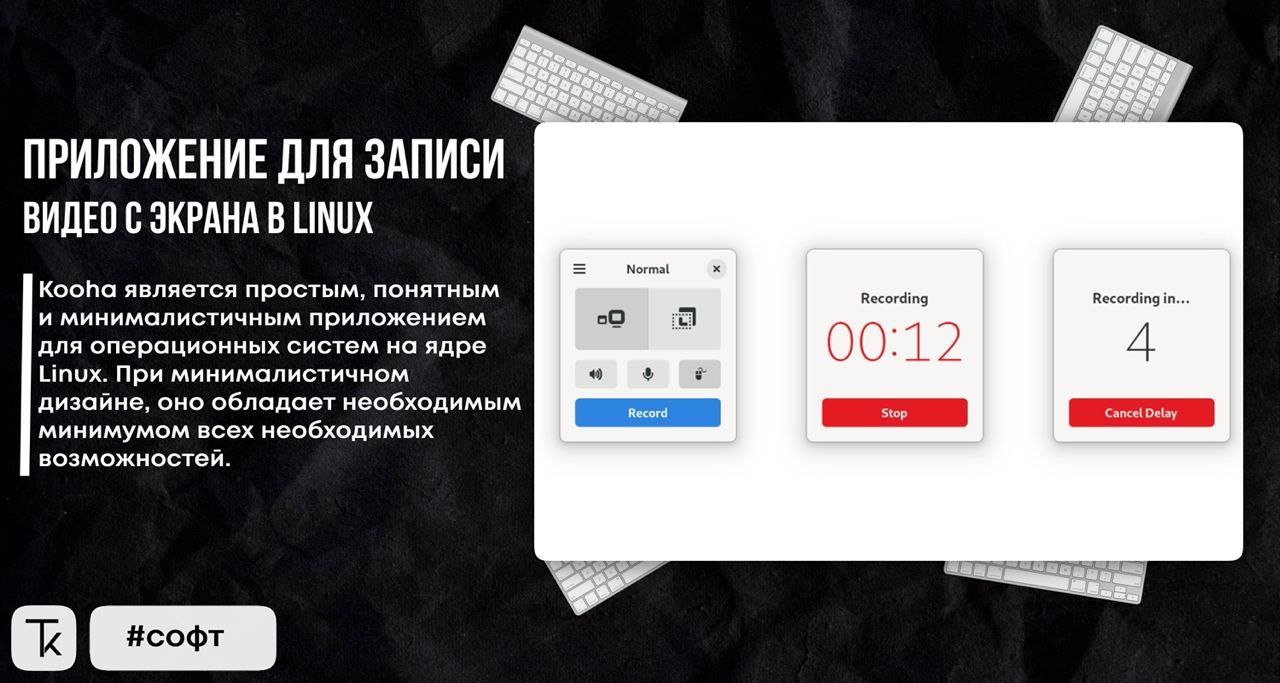 ПРИЛОЖЕНИЕ ДЛЯ ЗАПИСИ
ВИДЕО С ЭКРАНА В LINUX
Kooha является простым, понятным
и минималистичным приложением
для операционных систем на ядре
Linux. При минималистичном
дизайне, оно обладает необходимым
минимумом всех необходимых
возможностей.
Normal
Record
Recording
00:12
Stop
Recording in...
4
Cancel Delay
Tk
#софт